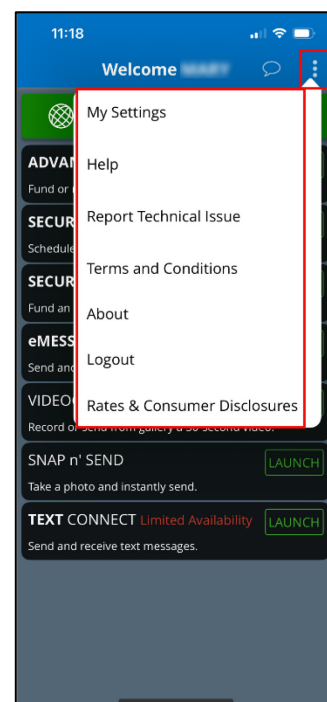 11:18
Welcome
My Settings
ADVAN
Help
Fund or
SECUR
Report Technical Issue
Schedule
Terms and Conditions
SECUR
Fund an
About
eMESS
Logout
Send and
VIDEO
Rates & Consumer Disclosures
Record or send from gallery a 30 second video.
SNAP n' SEND
LAUNCH
Take a photo and instantly send.
TEXT CONNECT Limited Availability
LAUNCH
Send and receive text messages.